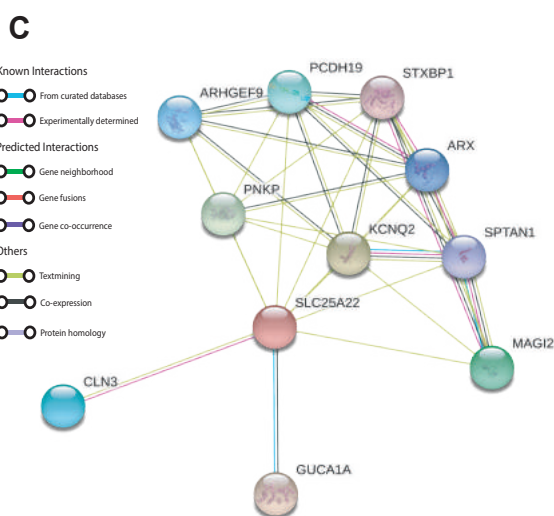 C
Known Interactions
From curated databases
Experimentally determined
Predicted Interactions
Gene neighborhood
Gene fusions
Gene co-occurrence
Others
Textmining
Co-expression
Protein homology
PCDH19
STXBP1
ARHGEF9
ARX
PNKP
KCNQ2
SPTAN1
SLC25A22
MAGI2
CLN3
GUCA1A